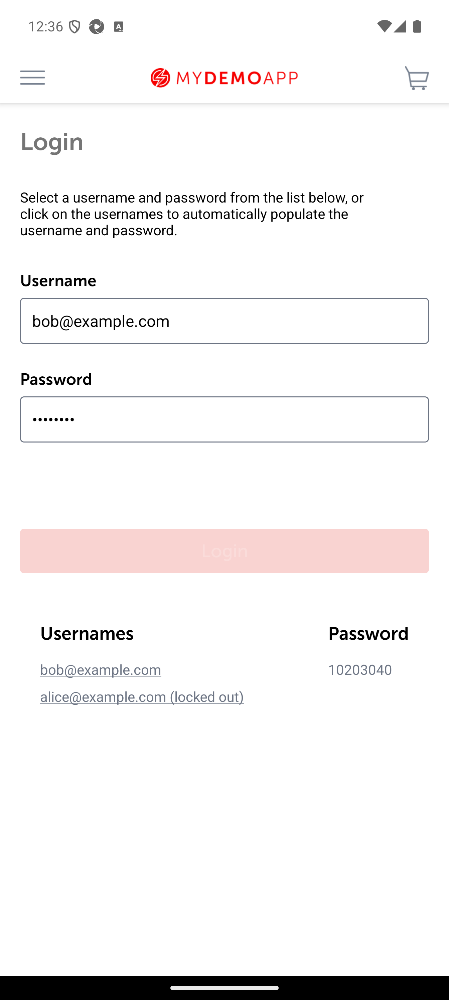 12:36
MYDEMOAPP
Login
Select a username and password from the list below, or
click on the usernames to automatically populate the
username and password.
Username
bob@example.com
Password
••••••••
Login
Usernames Password
bob@example.com 10203040
alice@example.com (locked out)